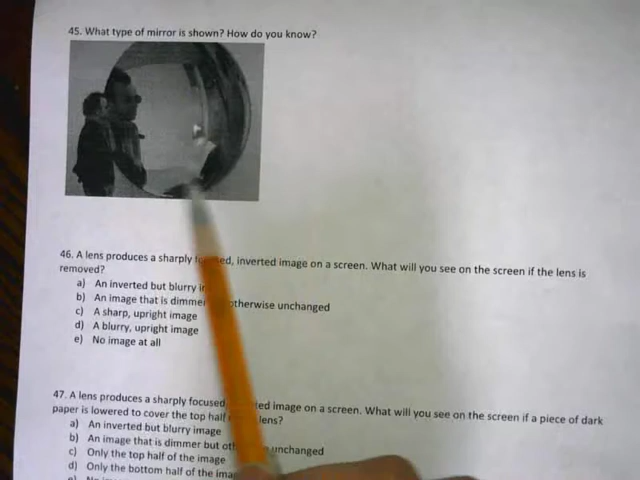 45. What type of mirror is shown? How do you know?
46. A lens produces a sharply ed, inverted image on a screen. What will you see on the screen if the lens is
removed?
a) An inverted but blurry
b) An image that is dimmer otherwise unchanged
c) A sharp, upright image
d) A blurry, upright image
e) No image at all
47. A lens produces a sharply focused ed image on a screen. What will you see on the screen if a piece of dark
paper is lowered to cover the top half lens?
a) An inverted but blurry image
b) An image that is dimmer but unchanged
c) Only the top half of the image
d) Only the bottom half of the